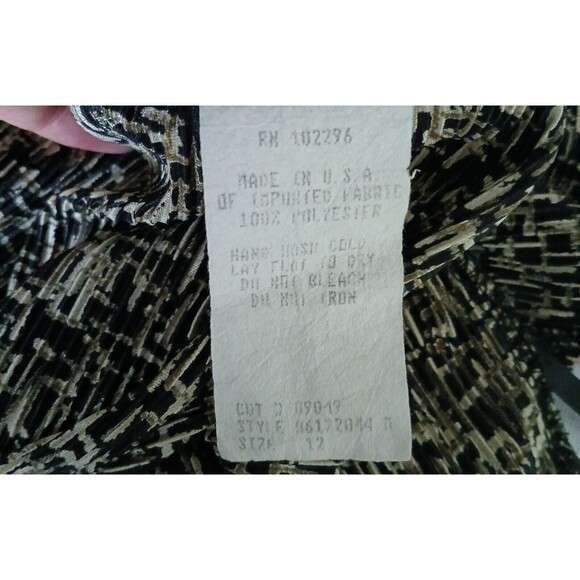 RN 102296
MADE IN U.S.A.
OF IMPORTED FABRIC
100% POLYESTER
HAND WASH COLD
LAY FLAT TO DRY
DO NOT BLEACH
DO NOT IRON
CUT # 09049
STYLE
SIZE 12